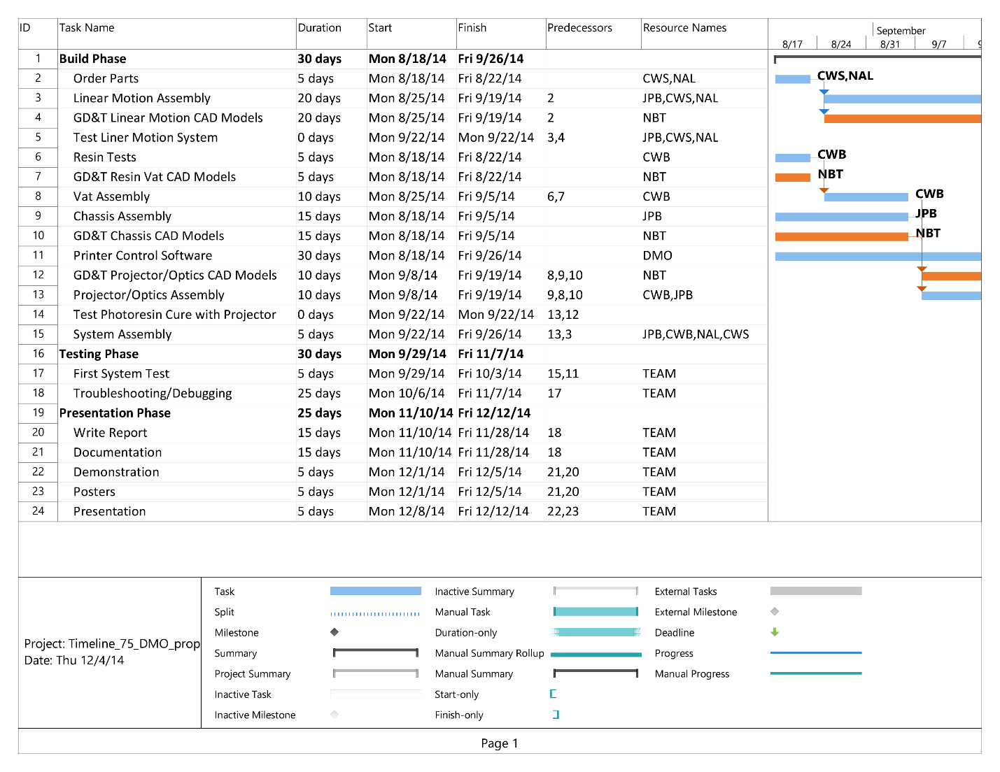 ID Task Name Duration Start Finish Predecessors Resource Names
September
8/17 8/24 8/31 9/7
1 Build Phase 30 days Mon 8/18/14 Fri 9/26/14
2 Order Parts 5 days Mon 8/18/14 Fri 8/22/14 CWS,NAL CWS,NAL
3 Linear Motion Assembly 20 days Mon 8/25/14 Fri 9/19/14 2 JPB,CWS,NAL
4 GD&T Linear Motion CAD Models 20 days Mon 8/25/14 Fri 9/19/14 2 NBT
5 Test Liner Motion System 0 days Mon 9/22/14 Mon 9/22/14 3,4 JPB,CWS,NAL
6 Resin Tests 5 days Mon 8/18/14 Fri 8/22/14 CWB CWB
7 GD&T Resin Vat CAD Models 5 days Mon 8/18/14 Fri 8/22/14 NBT NBT
8 Vat Assembly 10 days Mon 8/25/14 Fri 9/5/14 6,7 CWB CWB
9 Chassis Assembly 15 days Mon 8/18/14 Fri 9/5/14 JPB JPB
10 GD&T Chassis CAD Models 15 days Mon 8/18/14 Fri 9/5/14 NBT NBT
11 Printer Control Software 30 days Mon 8/18/14 Fri 9/26/14 DMO
12 GD&T Projector/Optics CAD Models 10 days Mon 9/8/14 Fri 9/19/14 8,9,10 NBT
13 Projector/Optics Assembly 10 days Mon 9/8/14 Fri 9/19/14 9,8,10 CWB,JPB
14 Test Photoresin Cure with Projector 0 days Mon 9/22/14 Mon 9/22/14 13,12
15 System Assembly 5 days Mon 9/22/14 Fri 9/26/14 13,3 JPB,CWB,NAL,CWS
16 Testing Phase 30 days Mon 9/29/14 Fri 11/7/14
17 First System Test 5 days Mon 9/29/14 Fri 10/3/14 15,11 TEAM
18 Troubleshooting/Debugging 25 days Mon 10/6/14 Fri 11/7/14 17 TEAM
19 Presentation Phase 25 days Mon 11/10/14 Fri 12/12/14
20 Write Report 15 days Mon 11/10/14 Fri 11/28/14 18 TEAM
21 Documentation 15 days Mon 11/10/14 Fri 11/28/14 18 TEAM
22 Demonstration 5 days Mon 12/1/14 Fri 12/5/14 21,20 TEAM
23 Posters 5 days Mon 12/1/14 Fri 12/5/14 21,20 TEAM
24 Presentation 5 days Mon 12/8/14 Fri 12/12/14 22,23 TEAM
Project: Timeline_75_DMO_prop
Date: Thu 12/4/14
Task
Split
Milestone
Summary
Project Summary
Inactive Task
Inactive Milestone
Inactive Summary
Manual Task
Duration-only
Manual Summary Rollup
Manual Summary
Start-only
Finish-only
External Tasks
External Milestone
Deadline
Progress
Manual Progress
Page 1